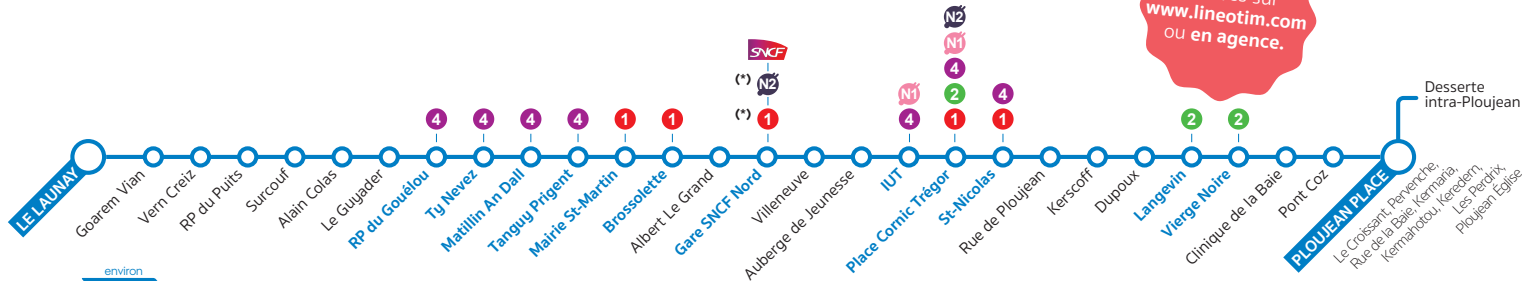 sur
www.lineotim.com
ou en agence.
N2
N1
4
2
1
SNCF
(*) N2
(*) 1
N1
4
4
1
4
4
4
4
1
1
2
2
Desserte
intra-Ploujean
LE LAUNAY
Goarem Vian
Vern Creiz
RP du Puits
Surcouf
Alain Colas
Le Guyader
RP du Gouélou
Ty Nevez
Matillin An Dall
Tanguy Prigent
Mairie St-Martin
Brossolette
Albert Le Grand
Gare SNCF Nord
Villeneuve
Auberge de Jeunesse
IUT
Place Cornic Trégor
St-Nicolas
Rue de Ploujean
Kerscoff
Dupoux
Langevin
Vierge Noire
Clinique de la Baie
Pont Coz
PLOUJEAN PLACE
Le Croissant, Pervenche,
Rue de la Baie, Kermaria,
Kermahotou, Keredern,
Les Perdrix,
Ploujean Église
environ